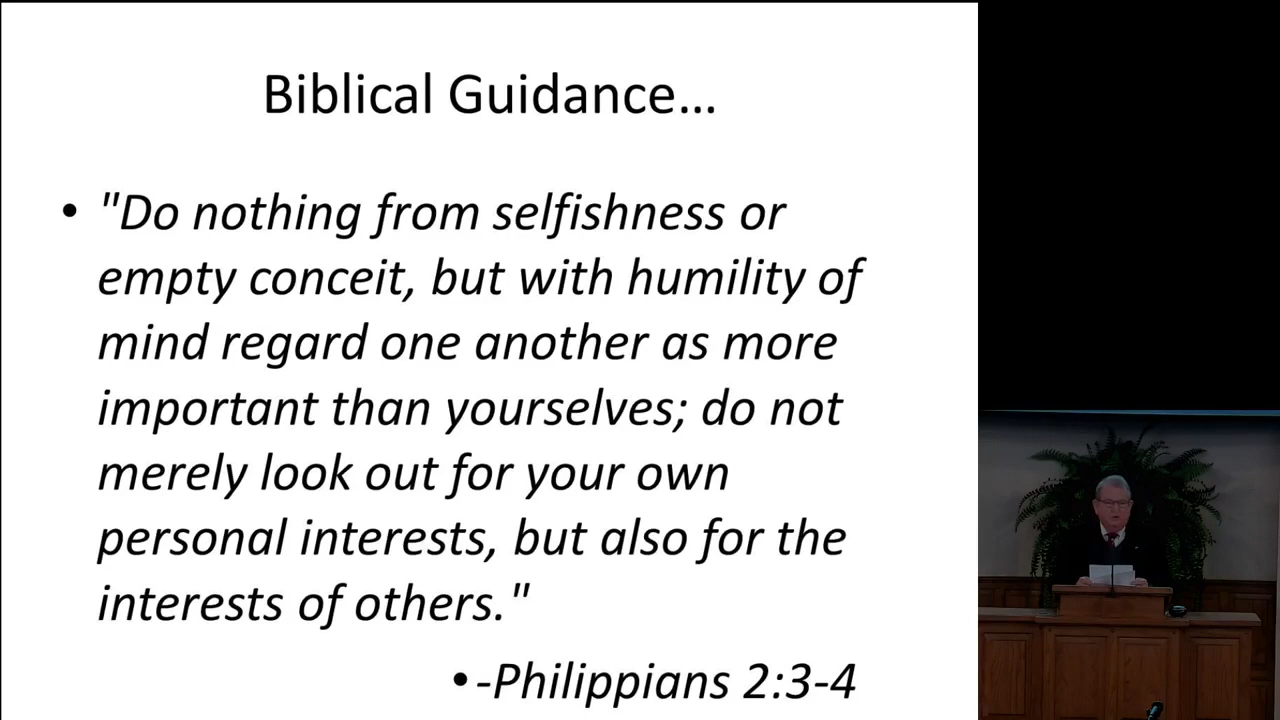 Biblical Guidance...
• "Do nothing from selfishness or
empty conceit, but with humility of
mind regard one another as more
important than yourselves; do not
merely look out for your own
personal interests, but also for the
interests of others."
• -Philippians 2:3-4